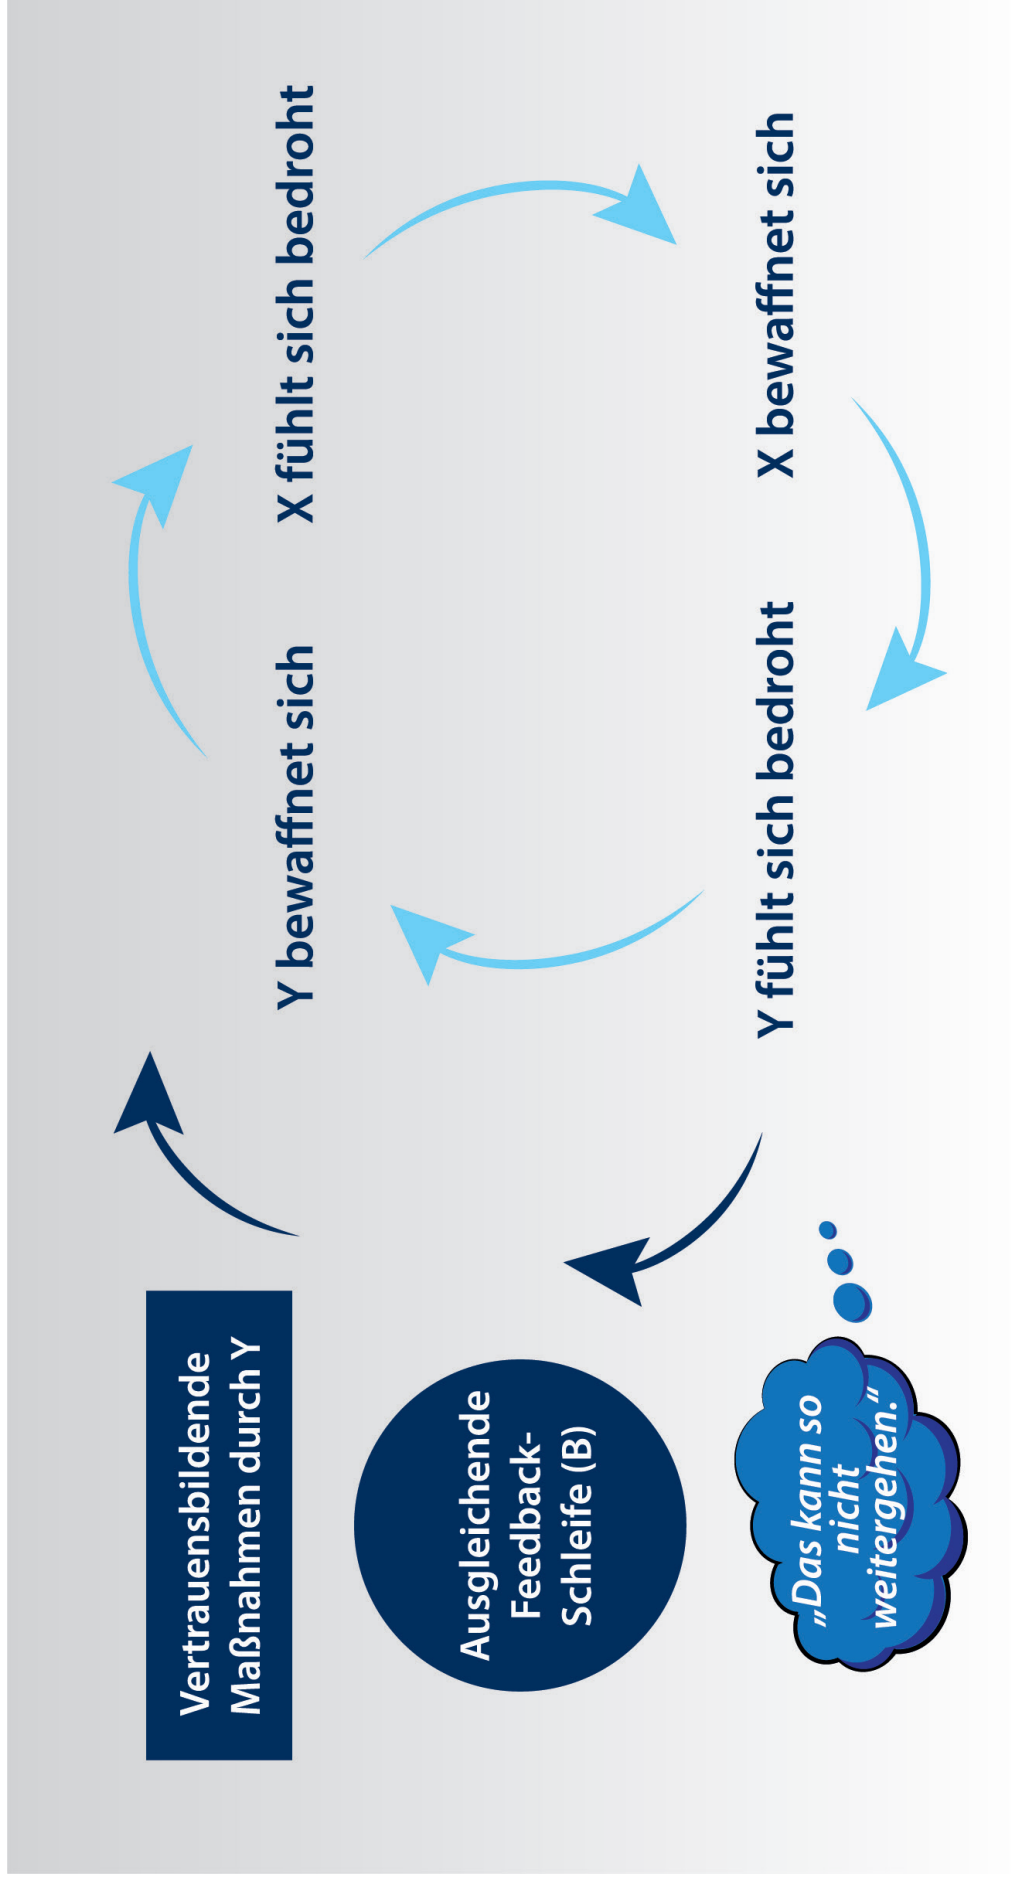 Vertrauensbildende
Maßnahmen durch Y
Y bewaffnet sich
X fühlt sich bedroht
Ausgleichende
Feedback-
Schleife (B)
„Das kann so
nicht
weitergehen.“
Y fühlt sich bedroht
X bewaffnet sich